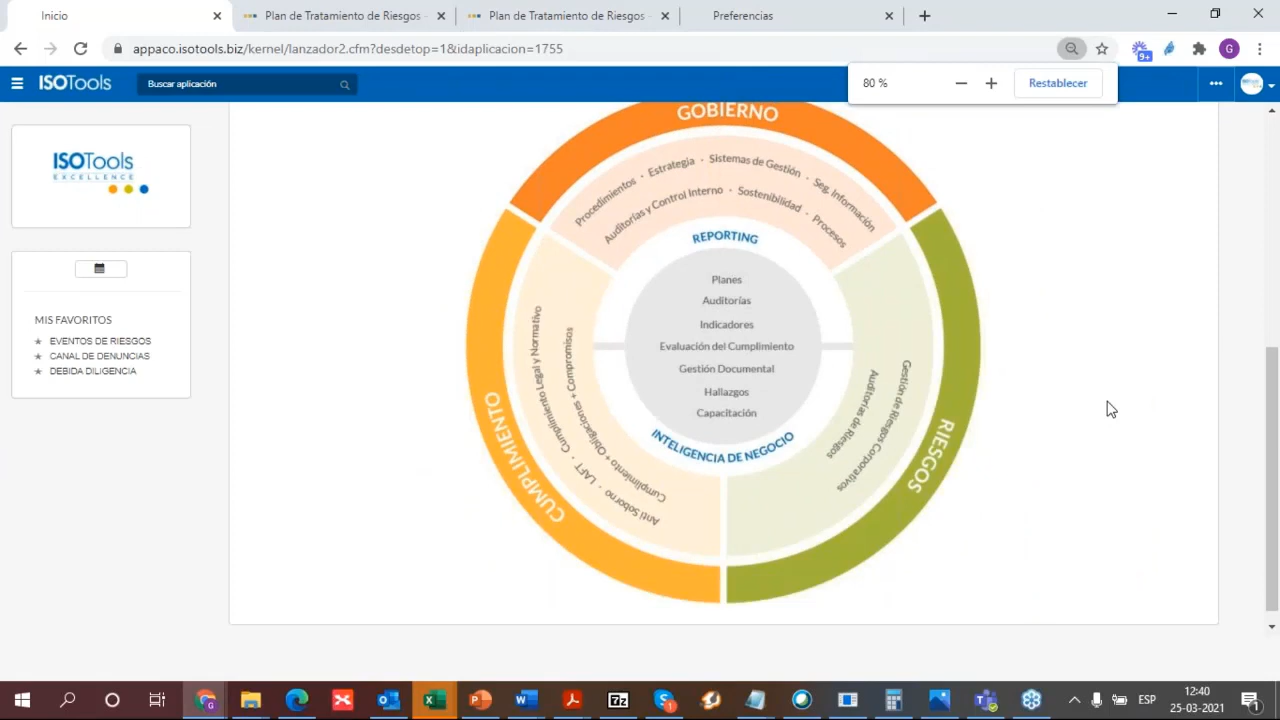 Inicio
Plan de Tratamiento de Riesgos -
Plan de Tratamiento de Riesgos -
Preferencias
appaco.isotools.biz/kernel/lanzador2.cfm?desdetop=1&idaplicacion=1755
9+
G
ISOTools
Buscar aplicación
80 %
Restablecer
ISOTools
EXCELLENCE
MIS FAVORITOS
EVENTOS DE RIESGOS
CANAL DE DENUNCIAS
DEBIDA DILIGENCIA
GOBIERNO
Procedimientos · Estrategia · Sistemas de Gestión · Seg. Información
Auditorías y Control Interno · Sostenibilidad · Procesos
REPORTING
Planes
Auditorías
Indicadores
Evaluación del Cumplimiento
Gestión Documental
Hallazgos
Capacitación
INTELIGENCIA DE NEGOCIO
CUMPLIMIENTO
Anti Soborno · LAFT · Cumplimiento Legal y Normativo
Cumplimiento + Obligaciones + Compromisos
RIESGOS
Gestión de Riesgos Corporativos
Auditorías de Riesgos
ESP
12:40
25-03-2021